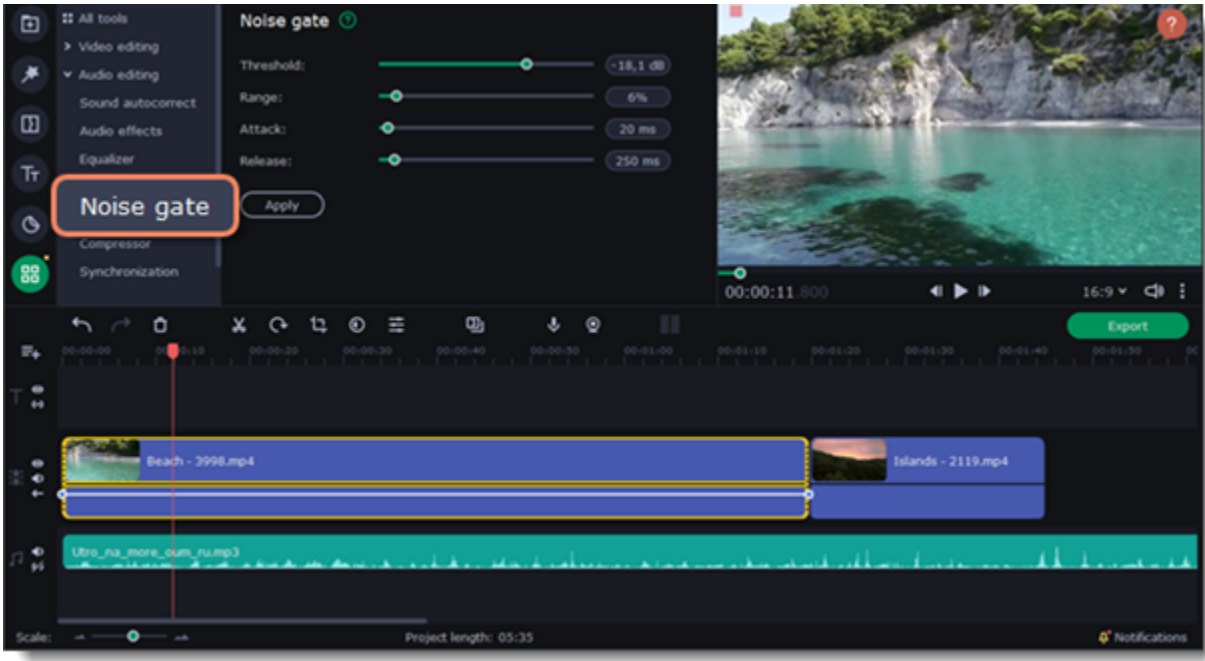 All tools
Video editing
Audio editing
Sound autocorrect
Audio effects
Equalizer
Noise gate
Compressor
Synchronization
Noise gate ?
Threshold: -18,1 dB
Range: 6%
Attack: 20 ms
Release: 250 ms
Apply
?
00:00:11.800
16:9
Export
00:00:00 00:00:20 00:00:30 00:00:40 00:00:50 00:01:00 00:01:10 00:01:20 00:01:30 00:01:40 00:01:50
Beach - 3998.mp4
Islands - 2119.mp4
Utro_na_more_oum_ru.mp3
Scale:
Project length: 05:35
Notifications